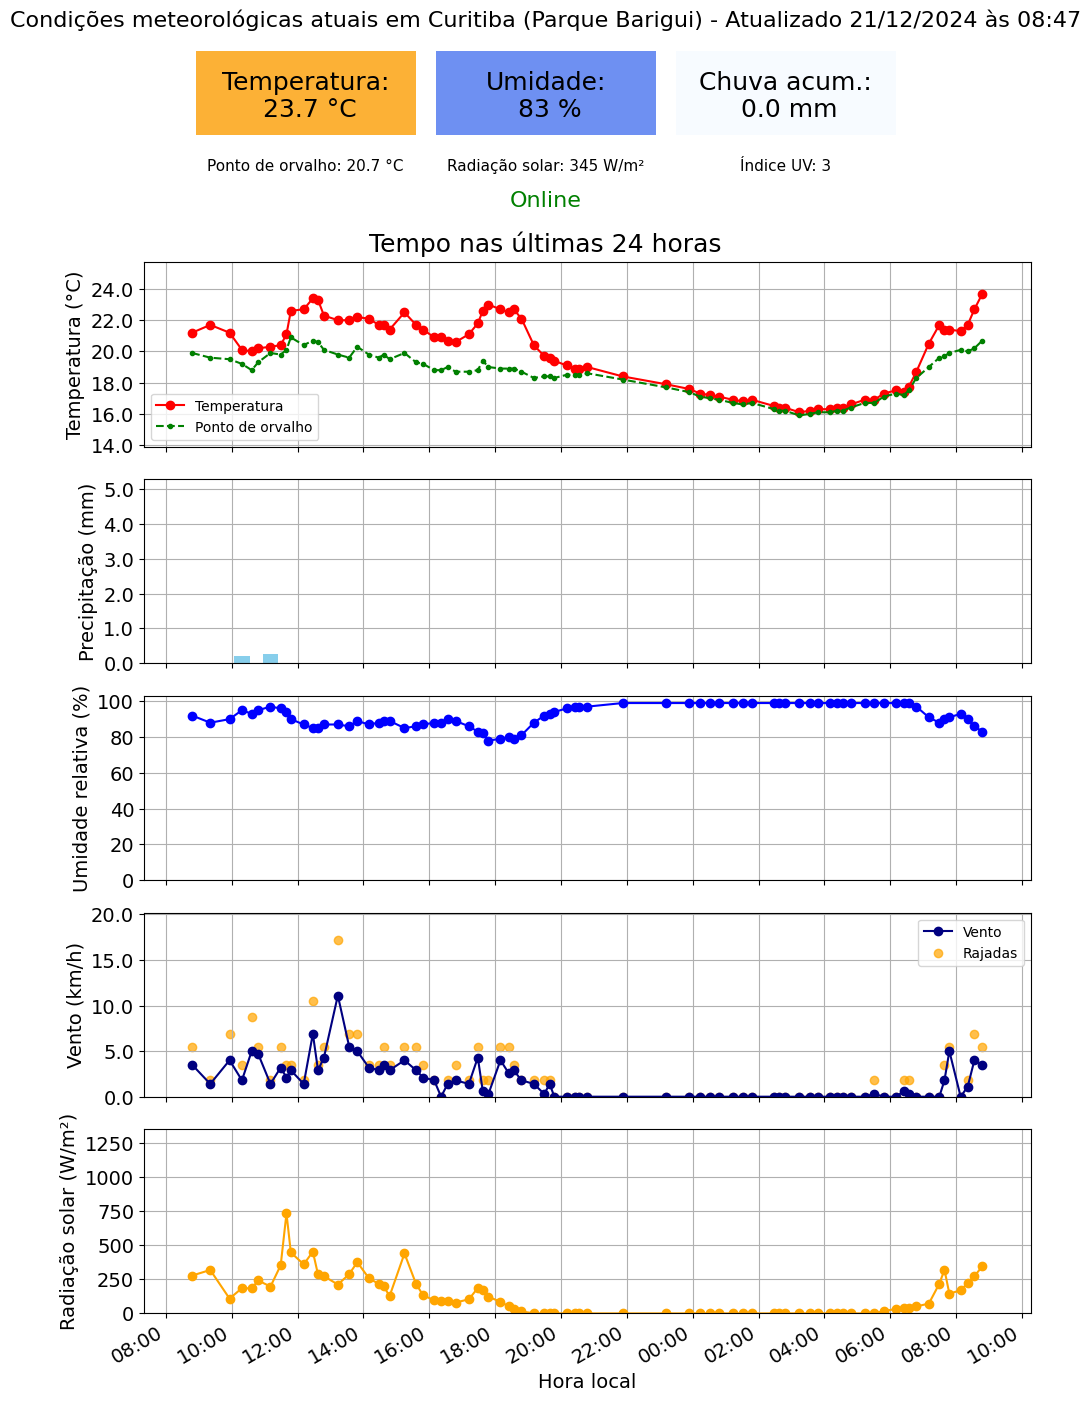 Condições meteorológicas atuais em Curitiba (Parque Barigui) - Atualizado 21/12/2024 às 08:47
Temperatura:
23.7 °C
Umidade:
83 %
Chuva acum.:
0.0 mm
Ponto de orvalho: 20.7 °C
Radiação solar: 345 W/m²
Índice UV: 3
Online
Tempo nas últimas 24 horas
Temperatura (°C)
24.0
22.0
20.0
18.0
16.0
14.0
Temperatura
Ponto de orvalho
Precipitação (mm)
5.0
4.0
3.0
2.0
1.0
0.0
Umidade relativa (%)
100
80
60
40
20
0
Vento (km/h)
20.0
15.0
10.0
5.0
0.0
Vento
Rajadas
Radiação solar (W/m²)
1250
1000
750
500
250
0
08:00
10:00
12:00
14:00
16:00
18:00
20:00
22:00
00:00
02:00
04:00
06:00
08:00
10:00
Hora local